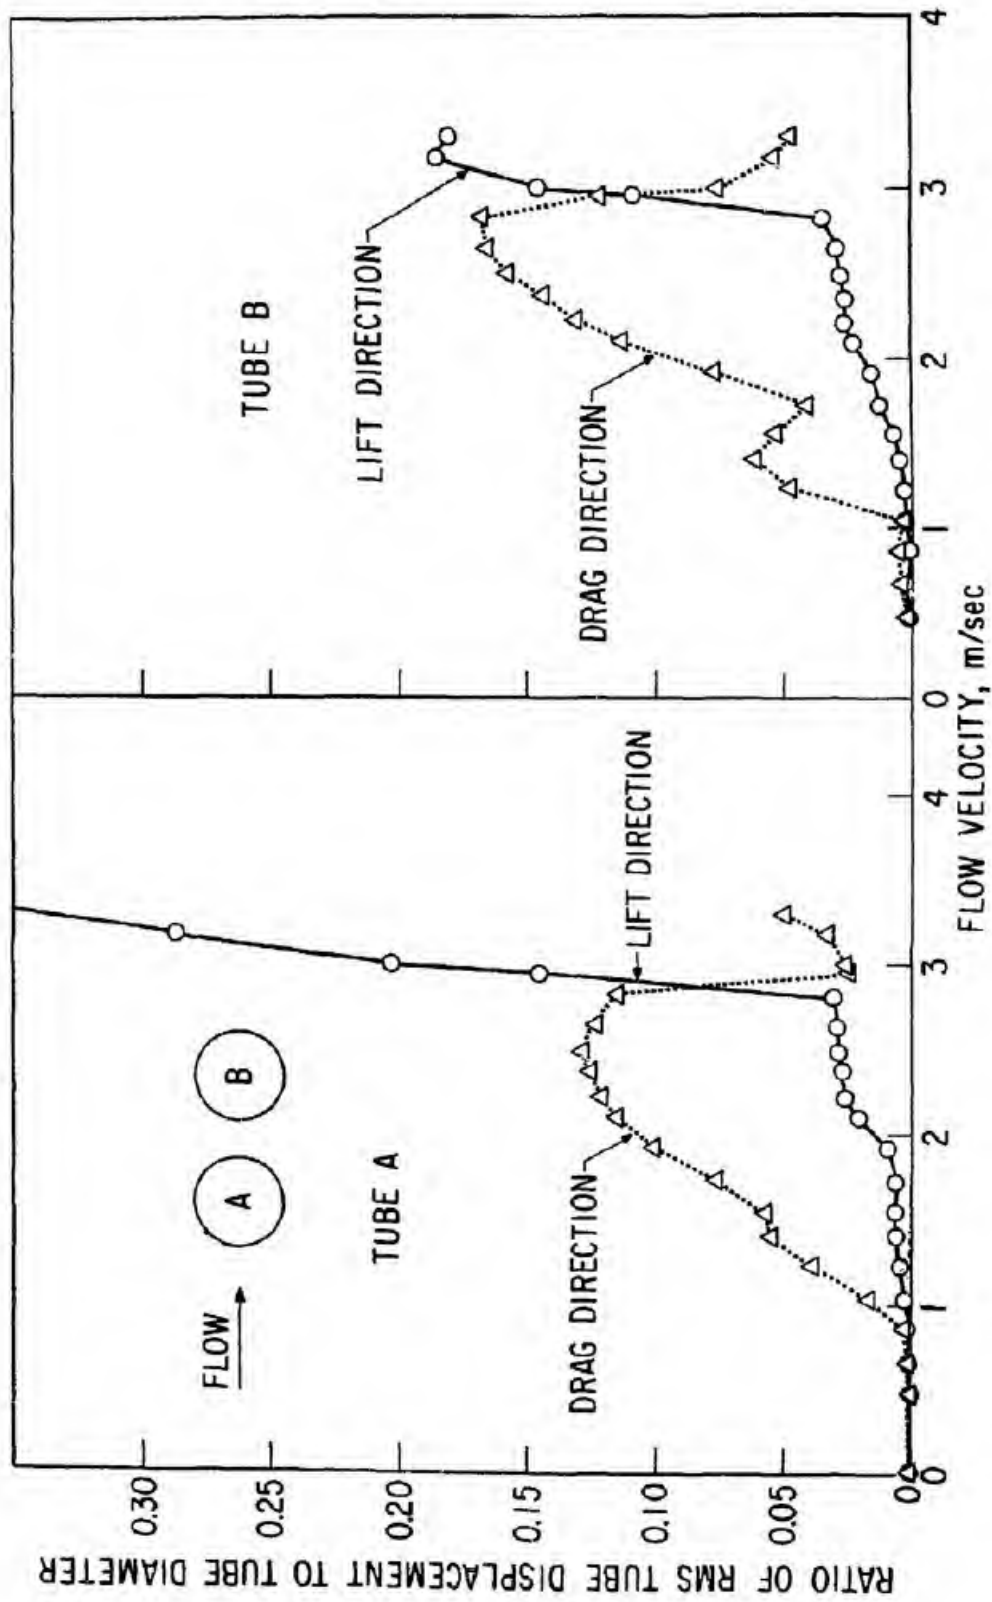 RATIO OF RMS TUBE DISPLACEMENT TO TUBE DIAMETER
0.30
0.25
0.20
0.15
0.10
0.05
0
FLOW
A
B
TUBE A
DRAG DIRECTION
LIFT DIRECTION
TUBE B
LIFT DIRECTION
DRAG DIRECTION
0 1 2 3 4 0 1 2 3 4
FLOW VELOCITY, m/sec